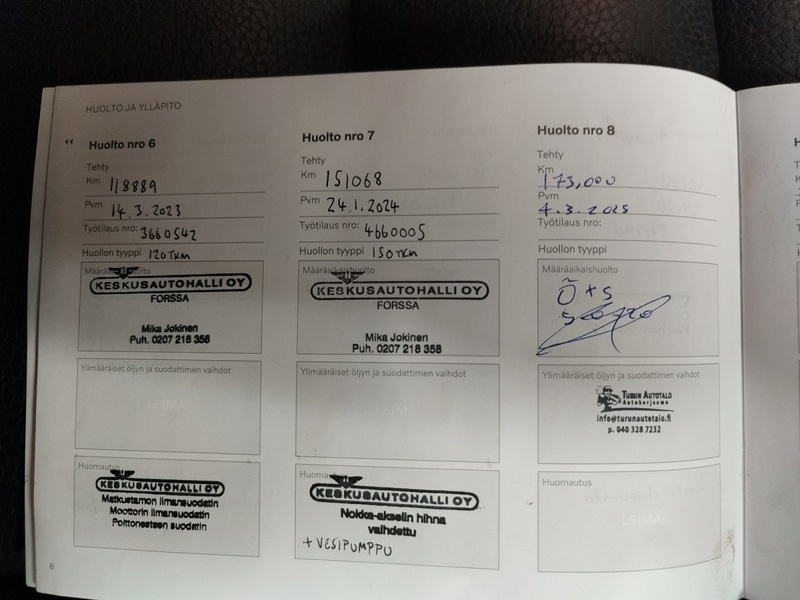 HUOLTO JA YLLÄPITO
Huolto nro 6
Tehty
Km 118889
Pvm 14.3.2023
Työtilaus nro: 3660542
Huollon tyyppi 120TKM
Määräaikaishuolto
KESKUSAUTOHALLI OY
FORSSA
Mika Jokinen
Puh. 0207 218 358
Ylimääräiset öljyn ja suodattimen vaihdot
LEIMA
Huomautus
KESKUSAUTOHALLI OY
Matkustamon ilmansuodatin
Moottorin ilmansuodatin
Polttonesteen suodatin
8
Huolto nro 7
Tehty
Km 151068
Pvm 24.1.2024
Työtilaus nro: 4660005
Huollon tyyppi 150TKM
Määräaikaishuolto
KESKUSAUTOHALLI OY
FORSSA
Mika Jokinen
Puh. 0207 218 358
Ylimääräiset öljyn ja suodattimen vaihdot
LEIMA
Huomautus
KESKUSAUTOHALLI OY
Nokka-akselin hihna
vaihdettu
+ VESIPUMPPU
Huolto nro 8
Tehty
Km 173,000
Pvm 4.3.2025
Työtilaus nro:
Huollon tyyppi
Määräaikaishuolto
Ö+S
Ylimääräiset öljyn ja suodattimen vaihdot
TURUN AUTOTALO
Autokorjaamo
info@turunautotalo.fi
p. 040 328 7232
Huomautus
LEIMA